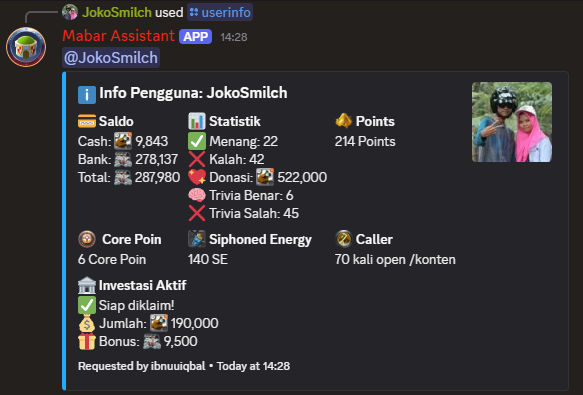 JokoSmilch used userinfo
Mabar Assistant APP 14:28
@JokoSmilch
Info Pengguna: JokoSmilch
Saldo
Cash: 9,843
Bank: 278,137
Total: 287,980
Statistik
Menang: 22
Kalah: 42
Donasi: 522,000
Trivia Benar: 6
Trivia Salah: 45
Points
214 Points
Core Poin
6 Core Poin
Siphoned Energy
140 SE
Caller
70 kali open /konten
Investasi Aktif
Siap diklaim!
Jumlah: 190,000
Bonus: 9,500
Requested by ibnuuiqbal • Today at 14:28